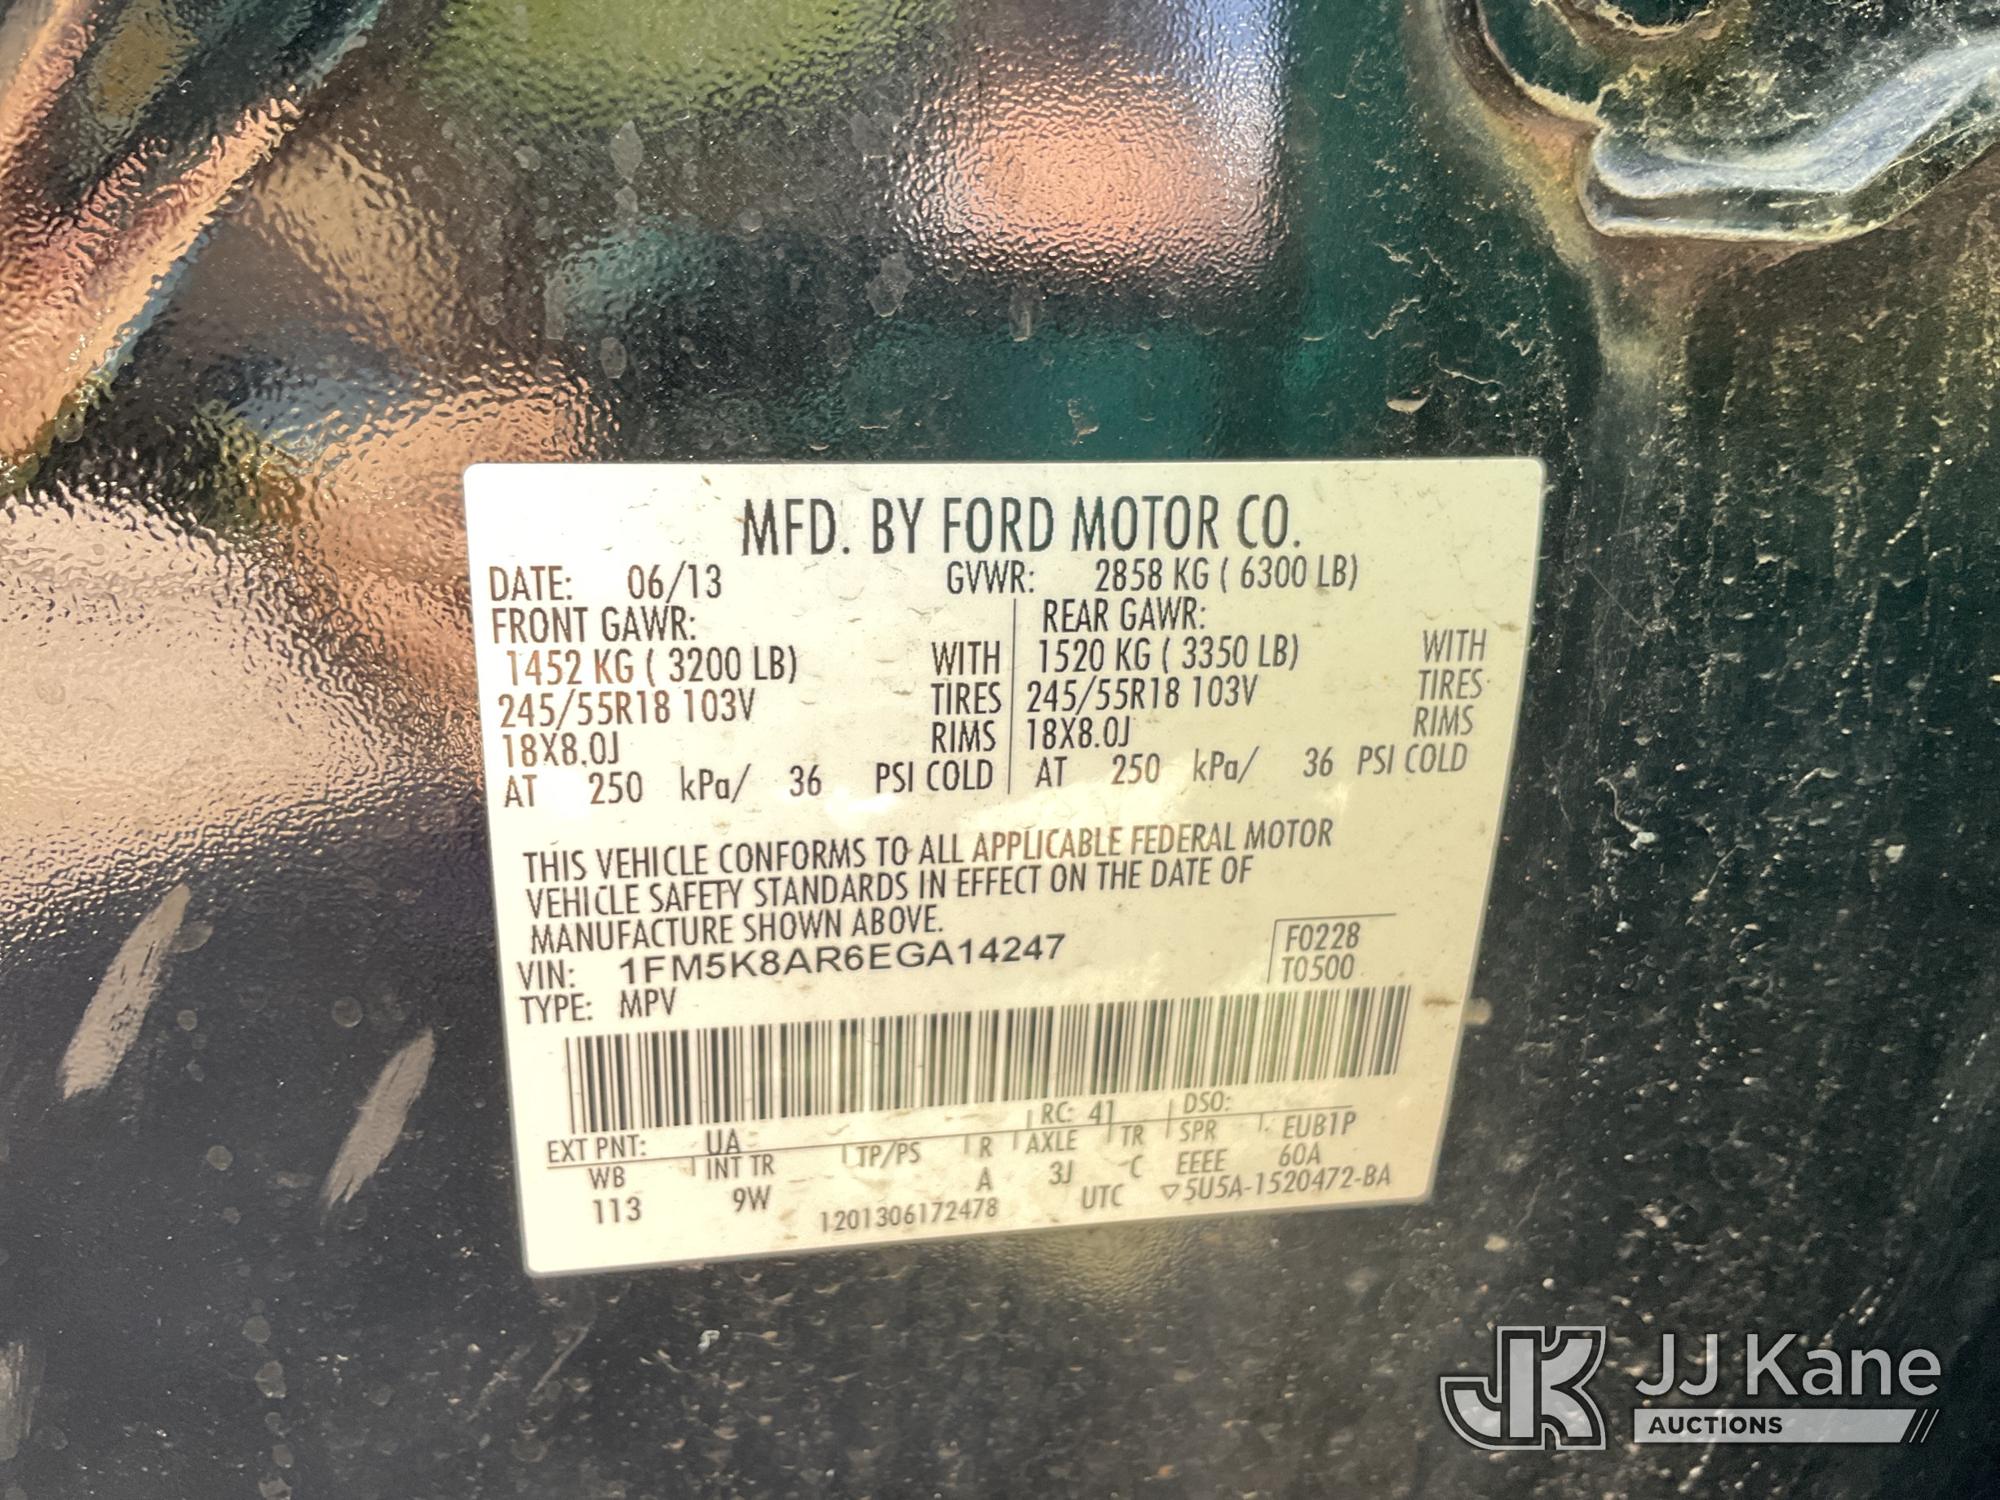 MFD. BY FORD MOTOR CO.
DATE: 06/13 GVWR: 2858 KG ( 6300 LB)
FRONT GAWR: REAR GAWR:
1452 KG ( 3200 LB) WITH 1520 KG ( 3350 LB) WITH
245/55R18 103V TIRES 245/55R18 103V TIRES
18X8.0J RIMS 18X8.0J RIMS
AT 250 kPa/ 36 PSI COLD AT 250 kPa/ 36 PSI COLD
THIS VEHICLE CONFORMS TO ALL APPLICABLE FEDERAL MOTOR
VEHICLE SAFETY STANDARDS IN EFFECT ON THE DATE OF
MANUFACTURE SHOWN ABOVE.
VIN: 1FM5K8AR6EGA14247 F0228
TYPE: MPV T0500
EXT PNT: UA RC: 41 DSO:
WB INT TR TP/PS R AXLE TR SPR EUB1P
113 9W A 3J C EEEE 60A
1201306172478 UTC ▽5U5A-1520472-BA
JK JJ Kane
AUCTIONS